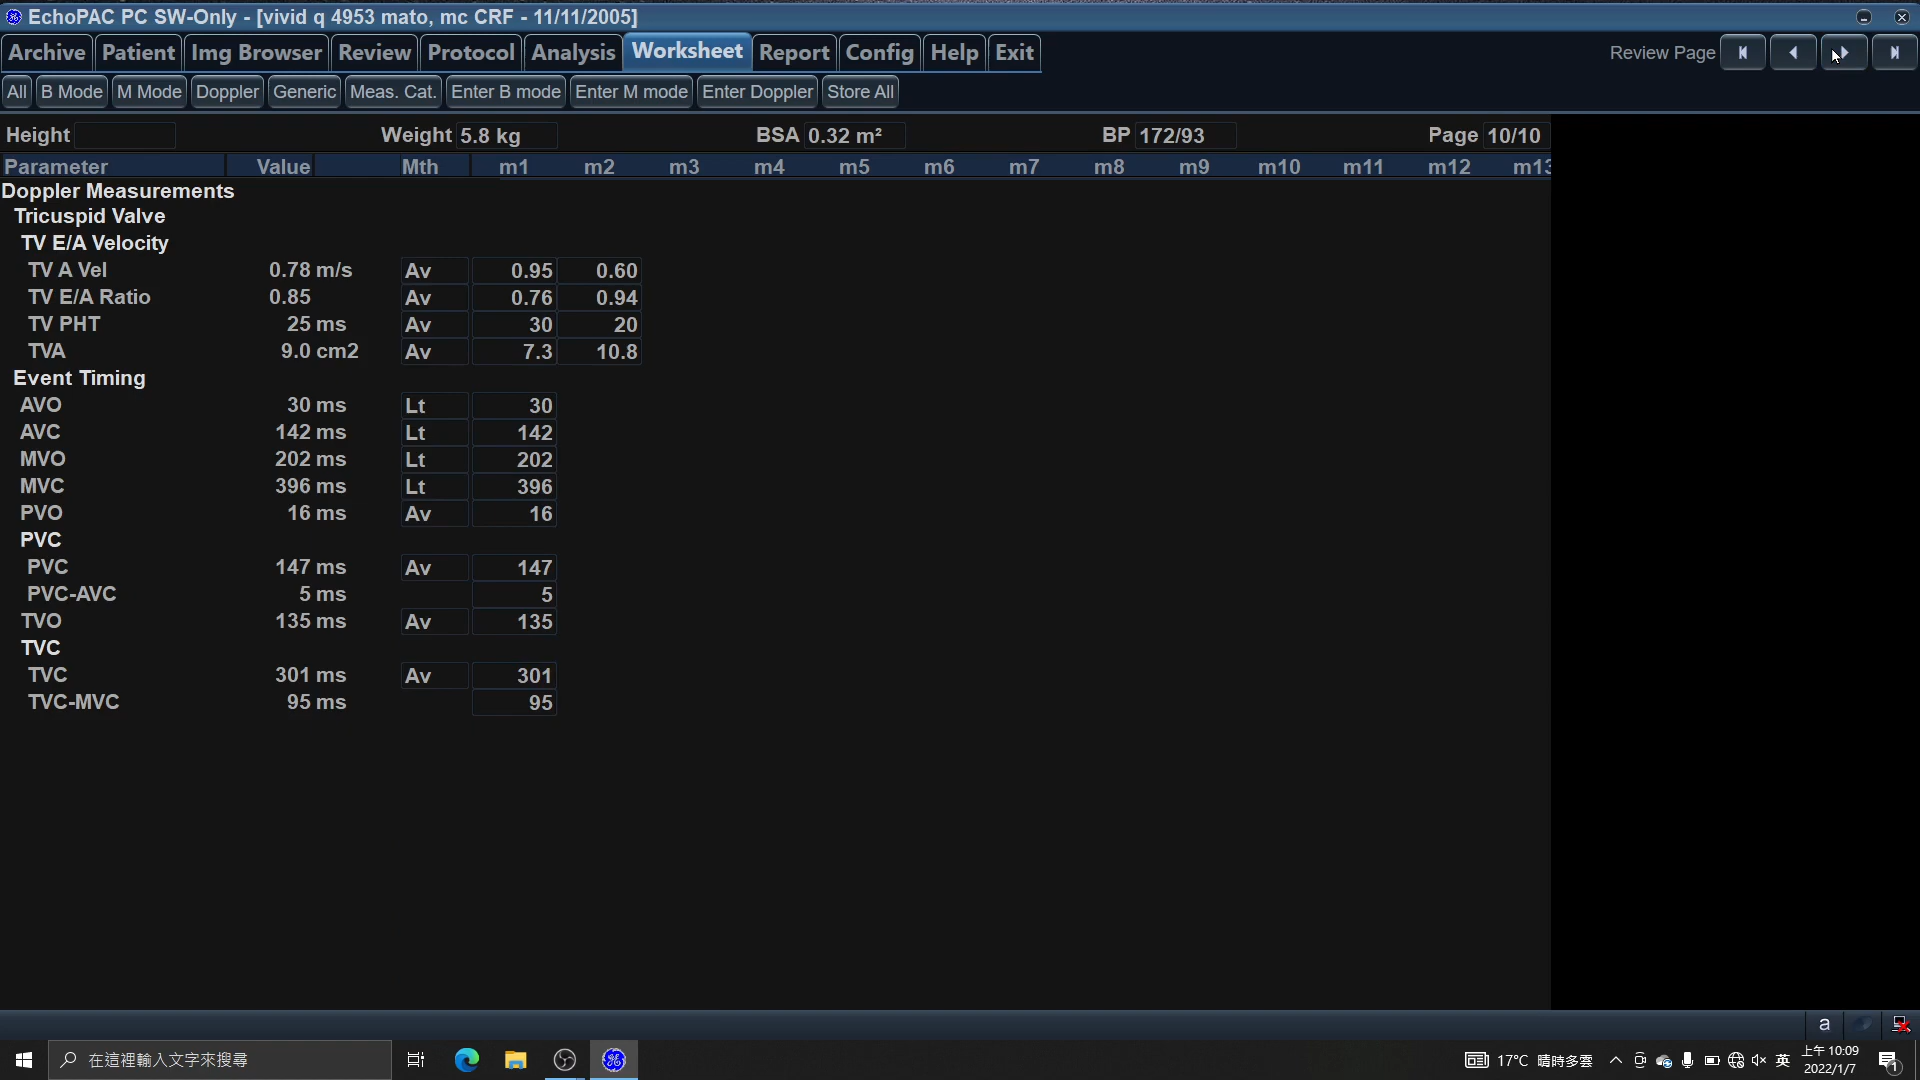 EchoPAC PC SW-Only - [vivid q 4953 mato, mc CRF - 11/11/2005]
Archive Patient Img Browser Review Protocol Analysis Worksheet Report Config Help Exit Review Page
All B Mode M Mode Doppler Generic Meas. Cat. Enter B mode Enter M mode Enter Doppler Store All
Height Weight 5.8 kg BSA 0.32 m² BP 172/93 Page 10/10
Parameter Value Mth m1 m2 m3 m4 m5 m6 m7 m8 m9 m10 m11 m12 m13
Doppler Measurements
Tricuspid Valve
TV E/A Velocity
TV A Vel 0.78 m/s Av 0.95 0.60
TV E/A Ratio 0.85 Av 0.76 0.94
TV PHT 25 ms Av 30 20
TVA 9.0 cm2 Av 7.3 10.8
Event Timing
AVO 30 ms Lt 30
AVC 142 ms Lt 142
MVO 202 ms Lt 202
MVC 396 ms Lt 396
PVO 16 ms Av 16
PVC
PVC 147 ms Av 147
PVC-AVC 5 ms 5
TVO 135 ms Av 135
TVC
TVC 301 ms Av 301
TVC-MVC 95 ms 95
a
在這裡輸入文字來搜尋 17°C 晴時多雲 英 上午 10:09
2022/1/7 1